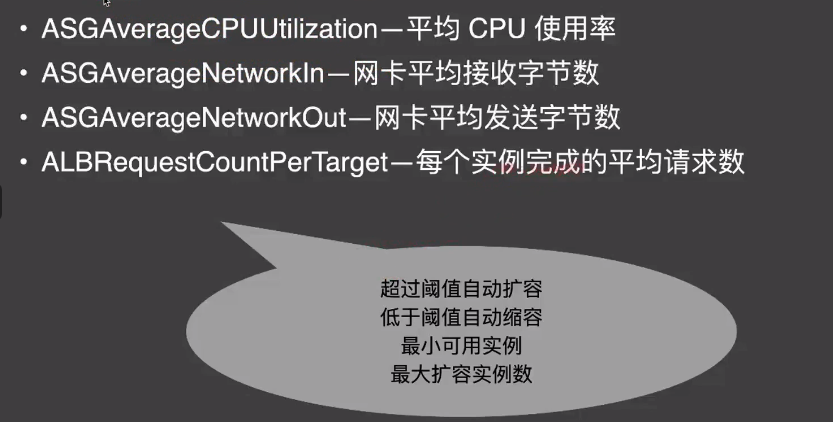 • ASGAverageCPUUtilization—平均 CPU 使用率
• ASGAverageNetworkIn—网卡平均接收字节数
• ASGAverageNetworkOut—网卡平均发送字节数
• ALBRequestCountPerTarget—每个实例完成的平均请求数
超过阈值自动扩容
低于阈值自动缩容
最小可用实例
最大扩容实例数